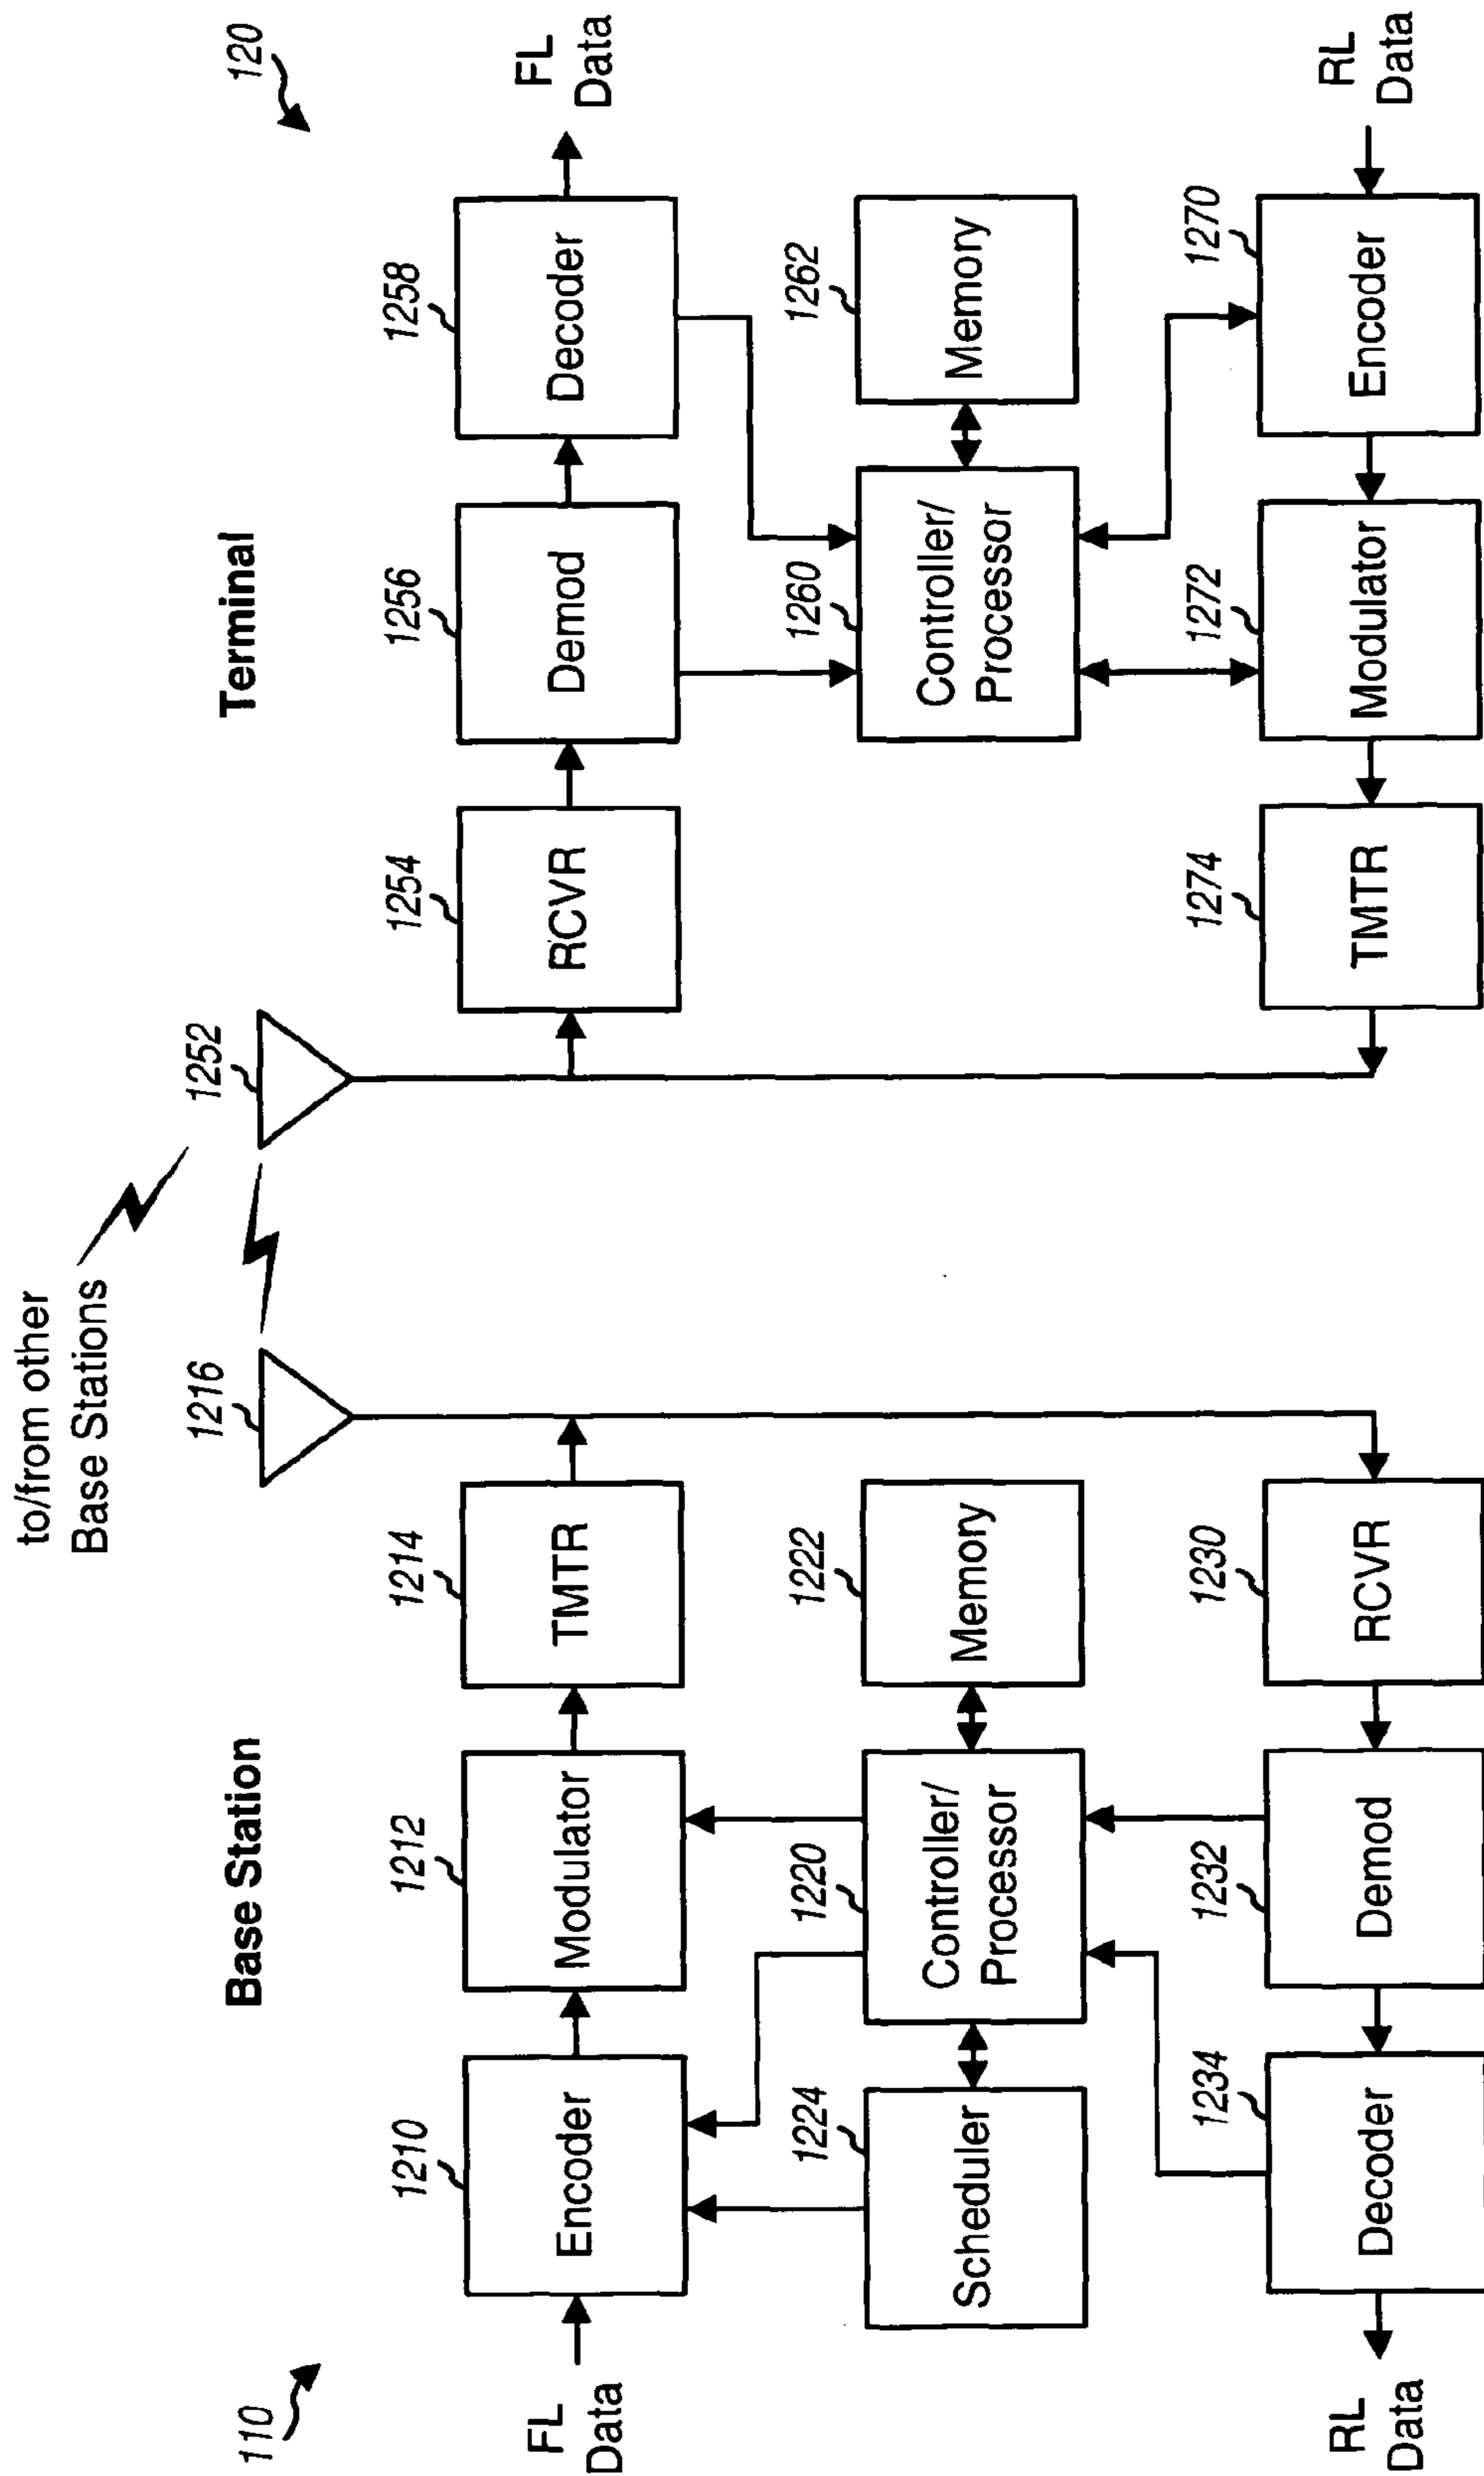 to/from other
Base Stations
110
Base Station
1216
1252
Terminal
120
FL
Data
1210
Encoder
1212
Modulator
1214
TMTR
1254
RCVR
1256
Demod
1258
Decoder
FL
Data
1224
Scheduler
1220
Controller/
Processor
1222
Memory
1260
Controller/
Processor
1262
Memory
RL
Data
1234
Decoder
1232
Demod
1230
RCVR
1274
TMTR
1272
Modulator
1270
Encoder
RL
Data